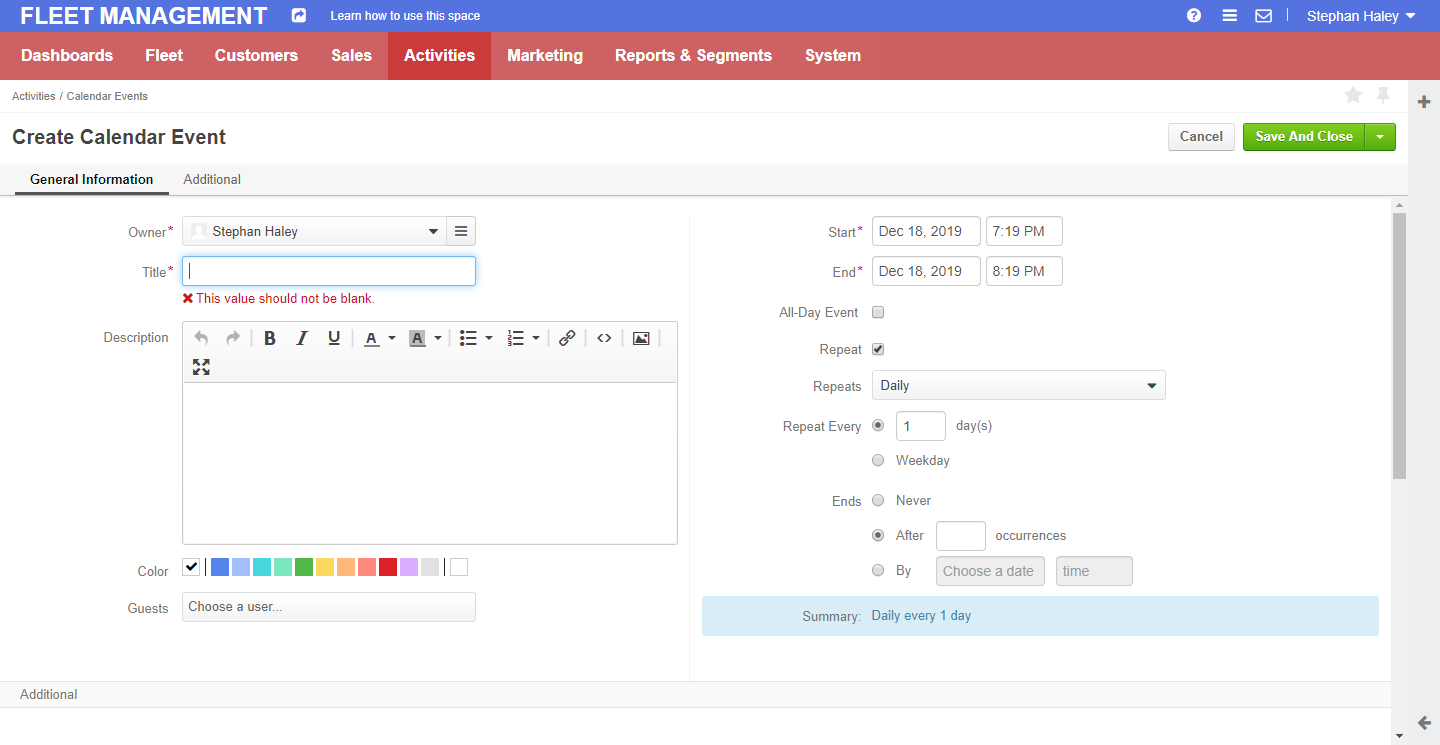 FLEET MANAGEMENT Learn how to use this space Stephan Haley
Dashboards Fleet Customers Sales Activities Marketing Reports & Segments System
Activities / Calendar Events
Create Calendar Event Cancel Save And Close
General Information Additional
Owner* Stephan Haley
Title*
This value should not be blank.
Description
B I U A A
Color
Guests Choose a user...
Start* Dec 18, 2019 7:19 PM
End* Dec 18, 2019 8:19 PM
All-Day Event
Repeat
Repeats Daily
Repeat Every 1 day(s)
Weekday
Ends Never
After occurrences
By Choose a date time
Summary: Daily every 1 day
Additional